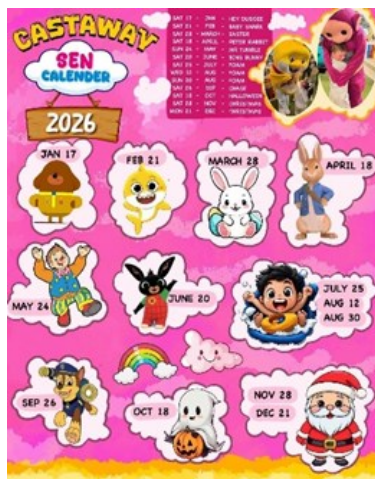 CASTAWAY
SEN
CALENDER
2026
SAT 17 - JAN - HEY DUGGEE
SAT 21 - FEB - BABY SHARK
SAT 28 - MARCH - EASTER
SAT 18 - APRIL - PETER RABBIT
SUN 24 - MAY - MR TUMBLE
SAT 20 - JUNE - BING BUNNY
SAT 25 - JULY - FOAM
WED 12 - AUG - FOAM
SUN 30 - AUG - FOAM
SAT 26 - SEP - CHASE
18 - OCT - HALLOWEEN
SAT 28 - NOV - CHRISTMAS
MON 21 - DEC - CHRISTMAS
JAN 17
FEB 21
MARCH 28
APRIL 18
MAY 24
JUNE 20
JULY 25
AUG 12
AUG 30
SEP 26
OCT 18
NOV 28
DEC 21